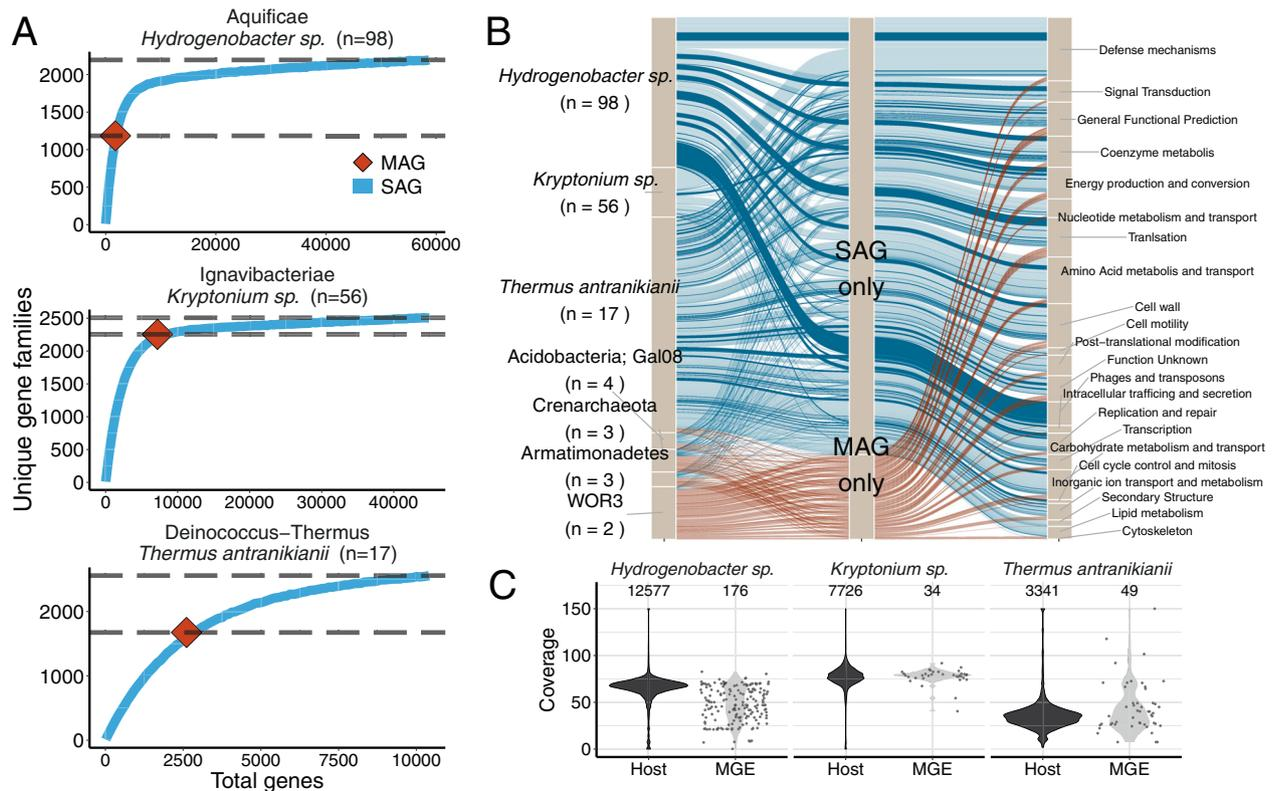 A
Aquificae
Hydrogenobacter sp. (n=98)
2000
1500
1000
500
0
MAG
SAG
0 20000 40000 60000
Ignavibacteriae
Kryptonium sp. (n=56)
2500
2000
1500
1000
500
0
0 10000 20000 30000 40000
Unique gene families
Deinococcus−Thermus
Thermus antranikianii (n=17)
2000
1000
0
0 2500 5000 7500 10000
Total genes
B
Hydrogenobacter sp.
(n = 98 )
Kryptonium sp.
(n = 56 )
Thermus antranikianii
(n = 17 )
Acidobacteria; Gal08
(n = 4 )
Crenarchaeota
(n = 3 )
Armatimonadetes
(n = 3 )
WOR3
(n = 2 )
SAG
only
MAG
only
Defense mechanisms
Signal Transduction
General Functional Prediction
Coenzyme metabolis
Energy production and conversion
Nucleotide metabolism and transport
Tranlsation
Amino Acid metabolis and transport
Cell wall
Cell motility
Post−translational modification
Function Unknown
Phages and transposons
Intracellular trafficing and secretion
Replication and repair
Transcription
Carbohydrate metabolism and transport
Cell cycle control and mitosis
Inorganic ion transport and metabolism
Secondary Structure
Lipid metabolism
Cytoskeleton
C
Hydrogenobacter sp. Kryptonium sp. Thermus antranikianii
12577 176 7726 34 3341 49
150
100
50
0
Coverage
Host MGE Host MGE Host MGE